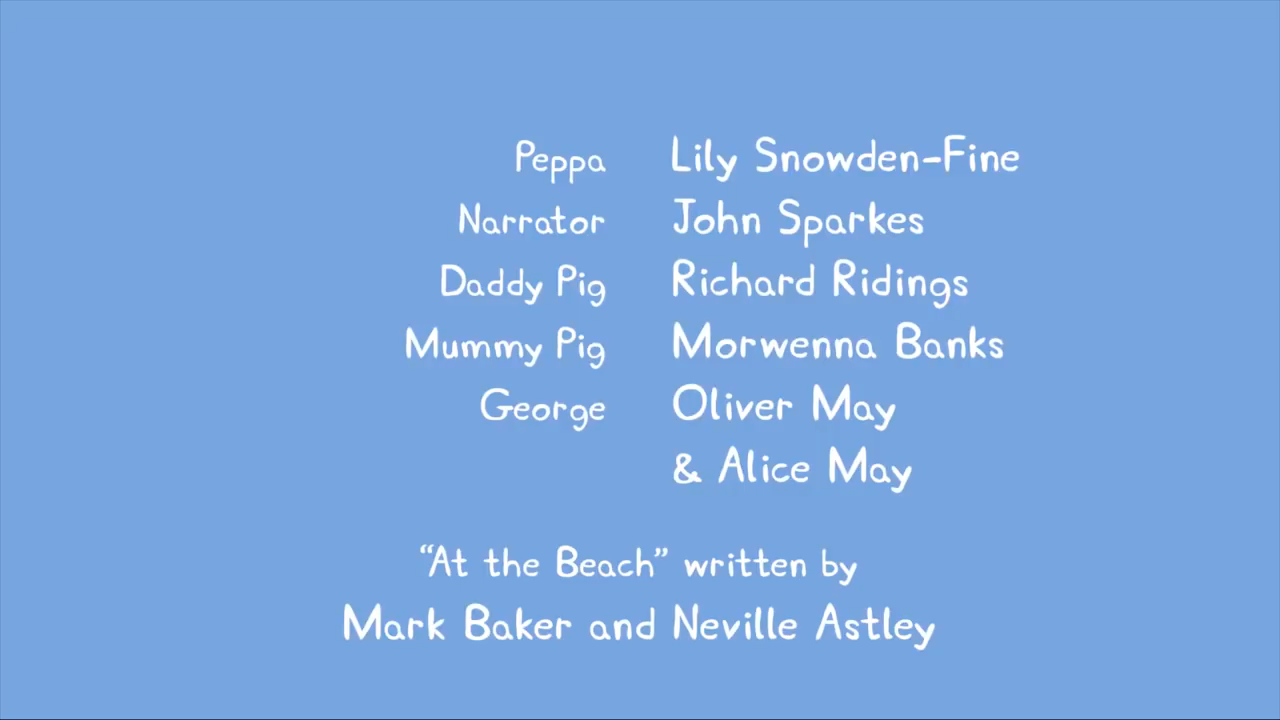 Peppa Lily Snowden-Fine
Narrator John Sparkes
Daddy Pig Richard Ridings
Mummy Pig Morwenna Banks
George Oliver May
& Alice May
“At the Beach” written by
Mark Baker and Neville Astley